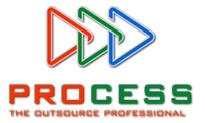 PROCESS
THE OUTSOURCE PROFESSIONAL